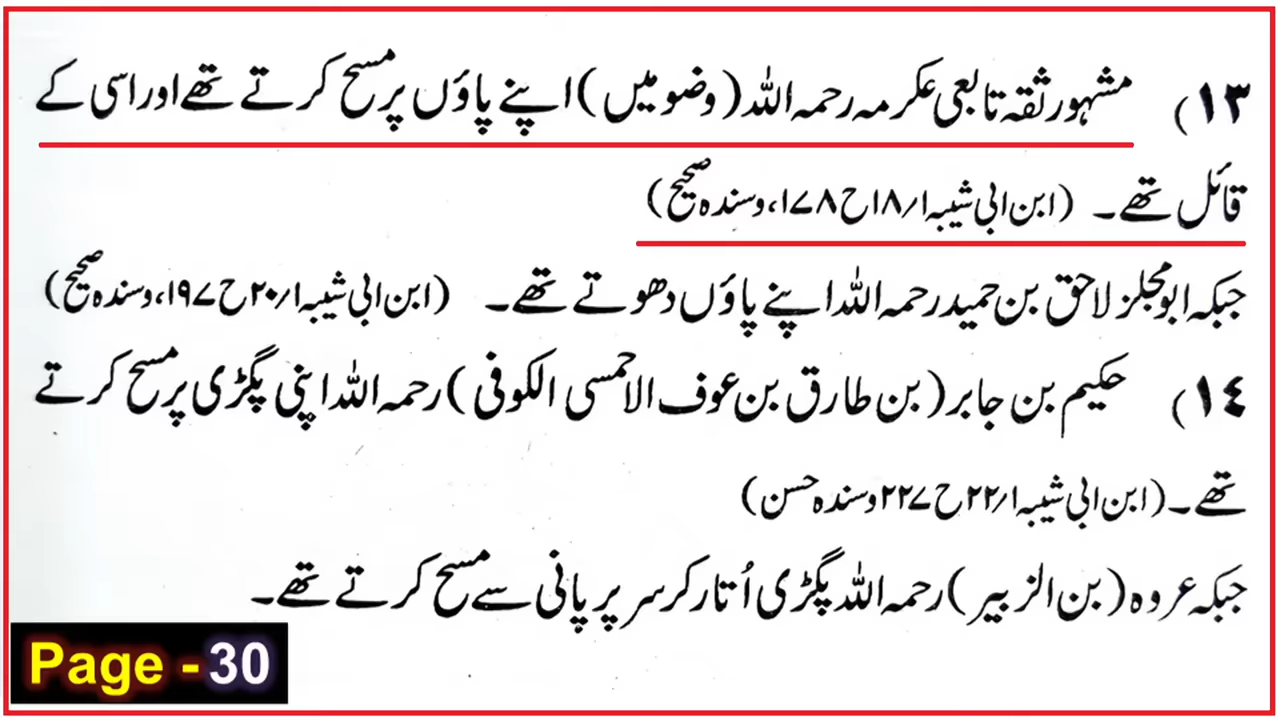 ۱۳) مشہور ثقہ تابعی عکرمہ رحمہ اللہ (وضو میں) اپنے پاؤں پر مسح کرتے تھے اور اسی کے
قائل تھے۔ (ابن ابی شیبہ ۱/۱۸ ح ۱۷۸، وسندہ صحیح)
جبکہ ابو مجلز لاحق بن حمید رحمہ اللہ اپنے پاؤں دھوتے تھے۔ (ابن ابی شیبہ ۱/۲۰ ح ۱۹۷، وسندہ صحیح)
۱٤) حکیم بن جابر (بن طارق بن عوف الاحمسی الکوفی) رحمہ اللہ اپنی پگڑی پر مسح کرتے
تھے۔ (ابن ابی شیبہ ۱/۲۲ ح ۲۲۷ وسندہ حسن)
جبکہ عروہ (بن الزبیر) رحمہ اللہ پگڑی اُتار کر سر پر پانی سے مسح کرتے تھے۔
Page - 30